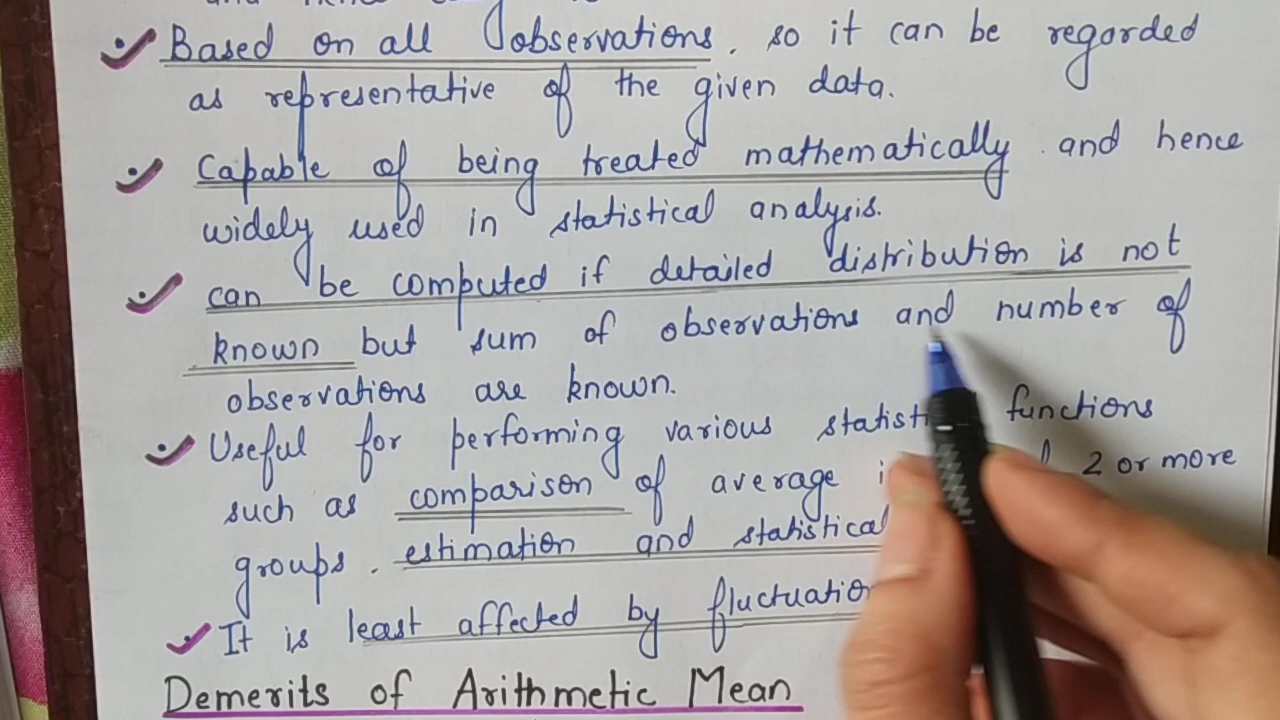 Based on all observations, so it can be regarded
as representative of the given data.
Capable of being treated mathematically and hence
widely used in statistical analysis.
can be computed if detailed distribution is not
known but sum of observations and number of
observations are known.
Useful for performing various functions
such as comparison of average 2 or more
groups. estimation and statistical
It is least affected by
Demerits of Arithmetic Mean